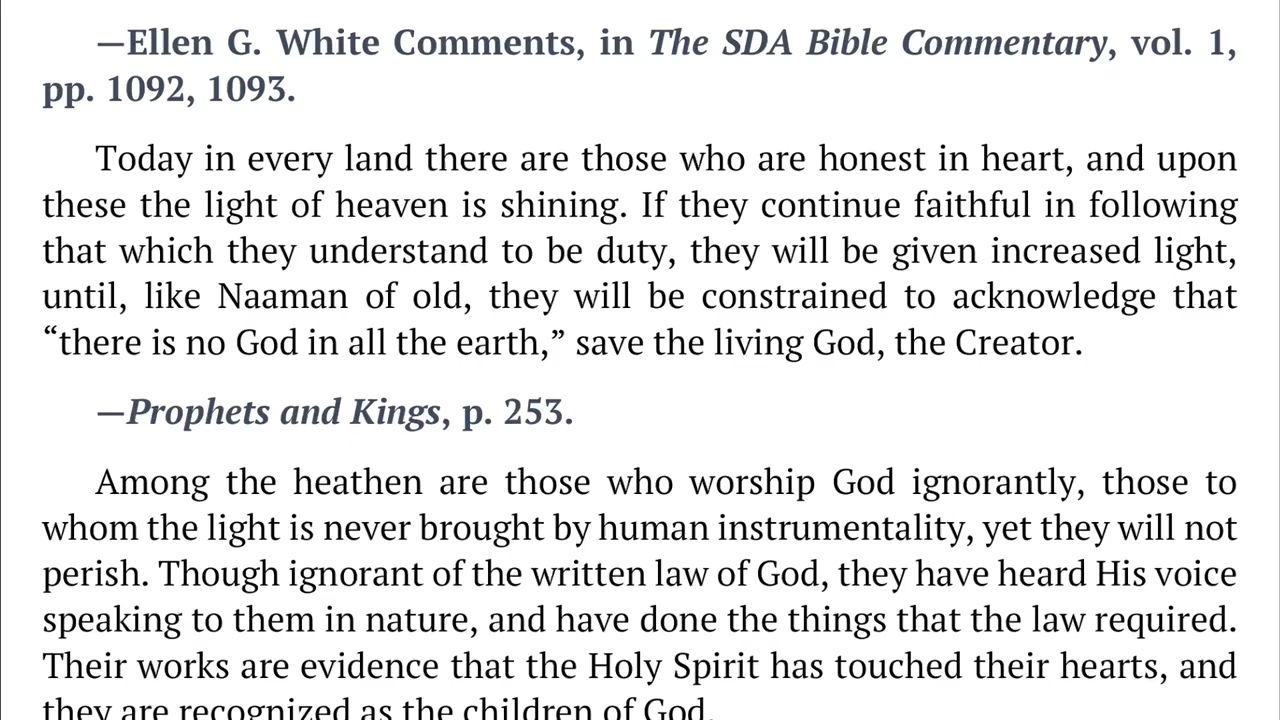 —Ellen G. White Comments, in The SDA Bible Commentary, vol. 1,
pp. 1092, 1093.
Today in every land there are those who are honest in heart, and upon
these the light of heaven is shining. If they continue faithful in following
that which they understand to be duty, they will be given increased light,
until, like Naaman of old, they will be constrained to acknowledge that
“there is no God in all the earth,” save the living God, the Creator.
—Prophets and Kings, p. 253.
Among the heathen are those who worship God ignorantly, those to
whom the light is never brought by human instrumentality, yet they will not
perish. Though ignorant of the written law of God, they have heard His voice
speaking to them in nature, and have done the things that the law required.
Their works are evidence that the Holy Spirit has touched their hearts, and
they are recognized as the children of God.